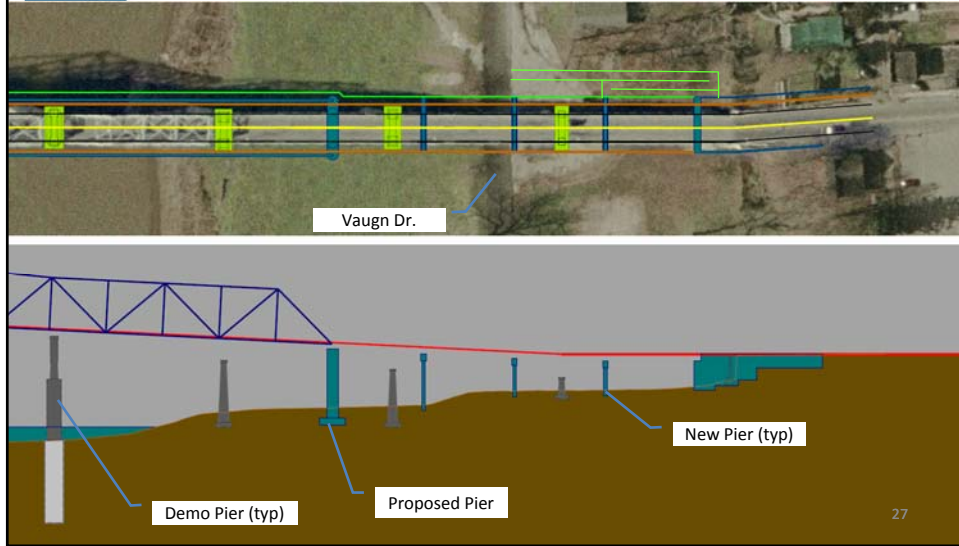 Vaugn Dr.
New Pier (typ)
Proposed Pier
Demo Pier (typ)
27